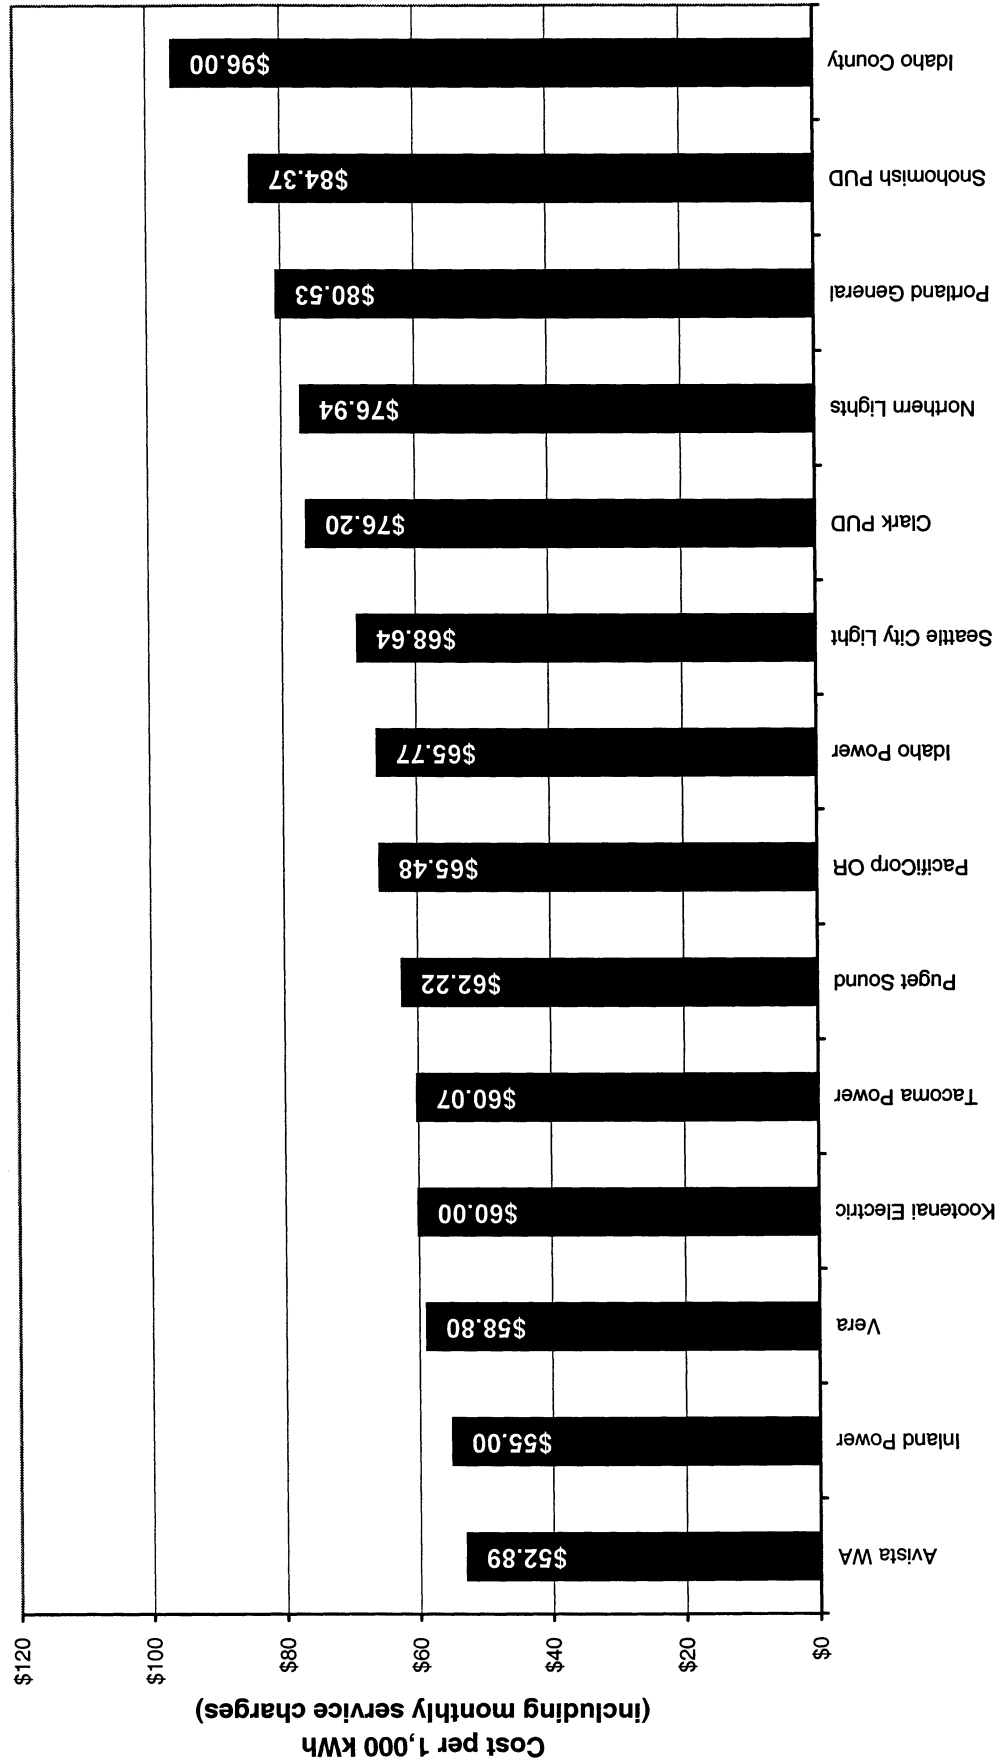 Cost per 1,000 kWh
(including monthly service charges)
$0
$20
$40
$60
$80
$100
$120
Avista WA
$52.89
Inland Power
$55.00
Vera
$58.80
Kootenai Electric
$60.00
Tacoma Power
$60.07
Puget Sound
$62.22
PacifiCorp OR
$65.48
Idaho Power
$65.77
Seattle City Light
$68.64
Clark PUD
$76.20
Northern Lights
$76.94
Portland General
$80.53
Snohomish PUD
$84.37
Idaho County
$96.00